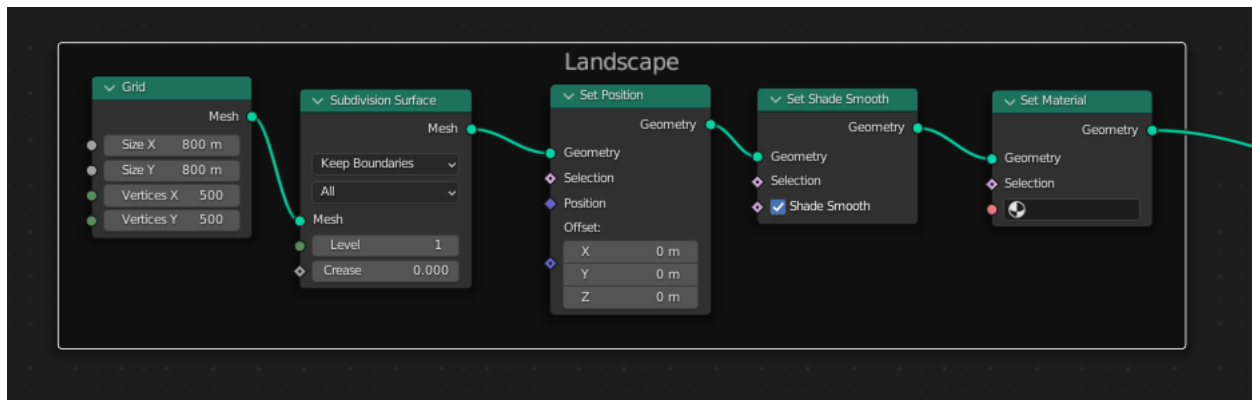 Landscape
Grid
Mesh
Size X 800 m
Size Y 800 m
Vertices X 500
Vertices Y 500
Subdivision Surface
Mesh
Keep Boundaries
All
Mesh
Level 1
Crease 0.000
Set Position
Geometry
Geometry
Selection
Position
Offset:
X 0 m
Y 0 m
Z 0 m
Set Shade Smooth
Geometry
Geometry
Selection
Shade Smooth
Set Material
Geometry
Geometry
Selection